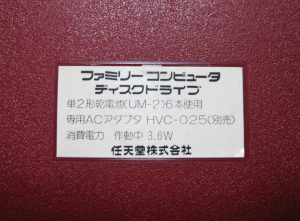 ファミリー コンピュータ
ディスクドライブ
単2形乾電池(UM-2)6本使用
専用ACアダプタ HVC-025(別売)
消費電力 作動中 3.6W
任天堂株式会社